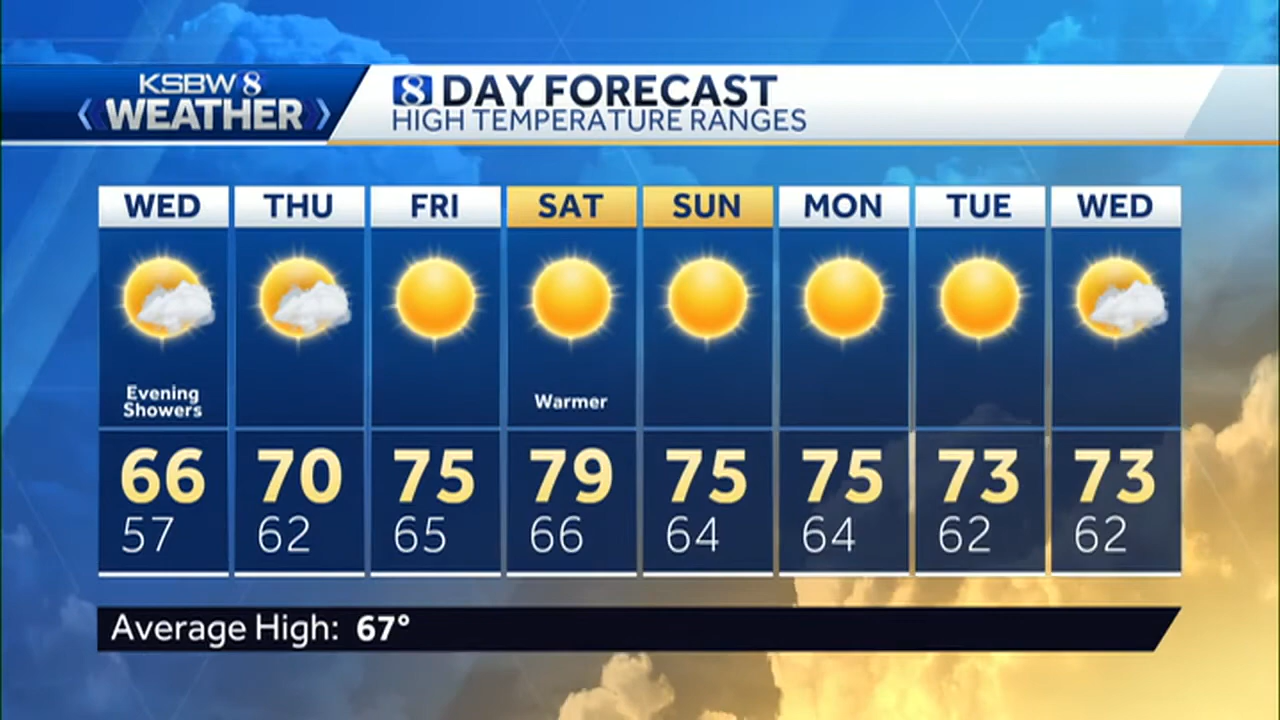 KSBW 8
WEATHER
8 DAY FORECAST
HIGH TEMPERATURE RANGES
WED THU FRI SAT SUN MON TUE WED
Evening
Showers
Warmer
66 70 75 79 75 75 73 73
57 62 65 66 64 64 62 62
Average High: 67°